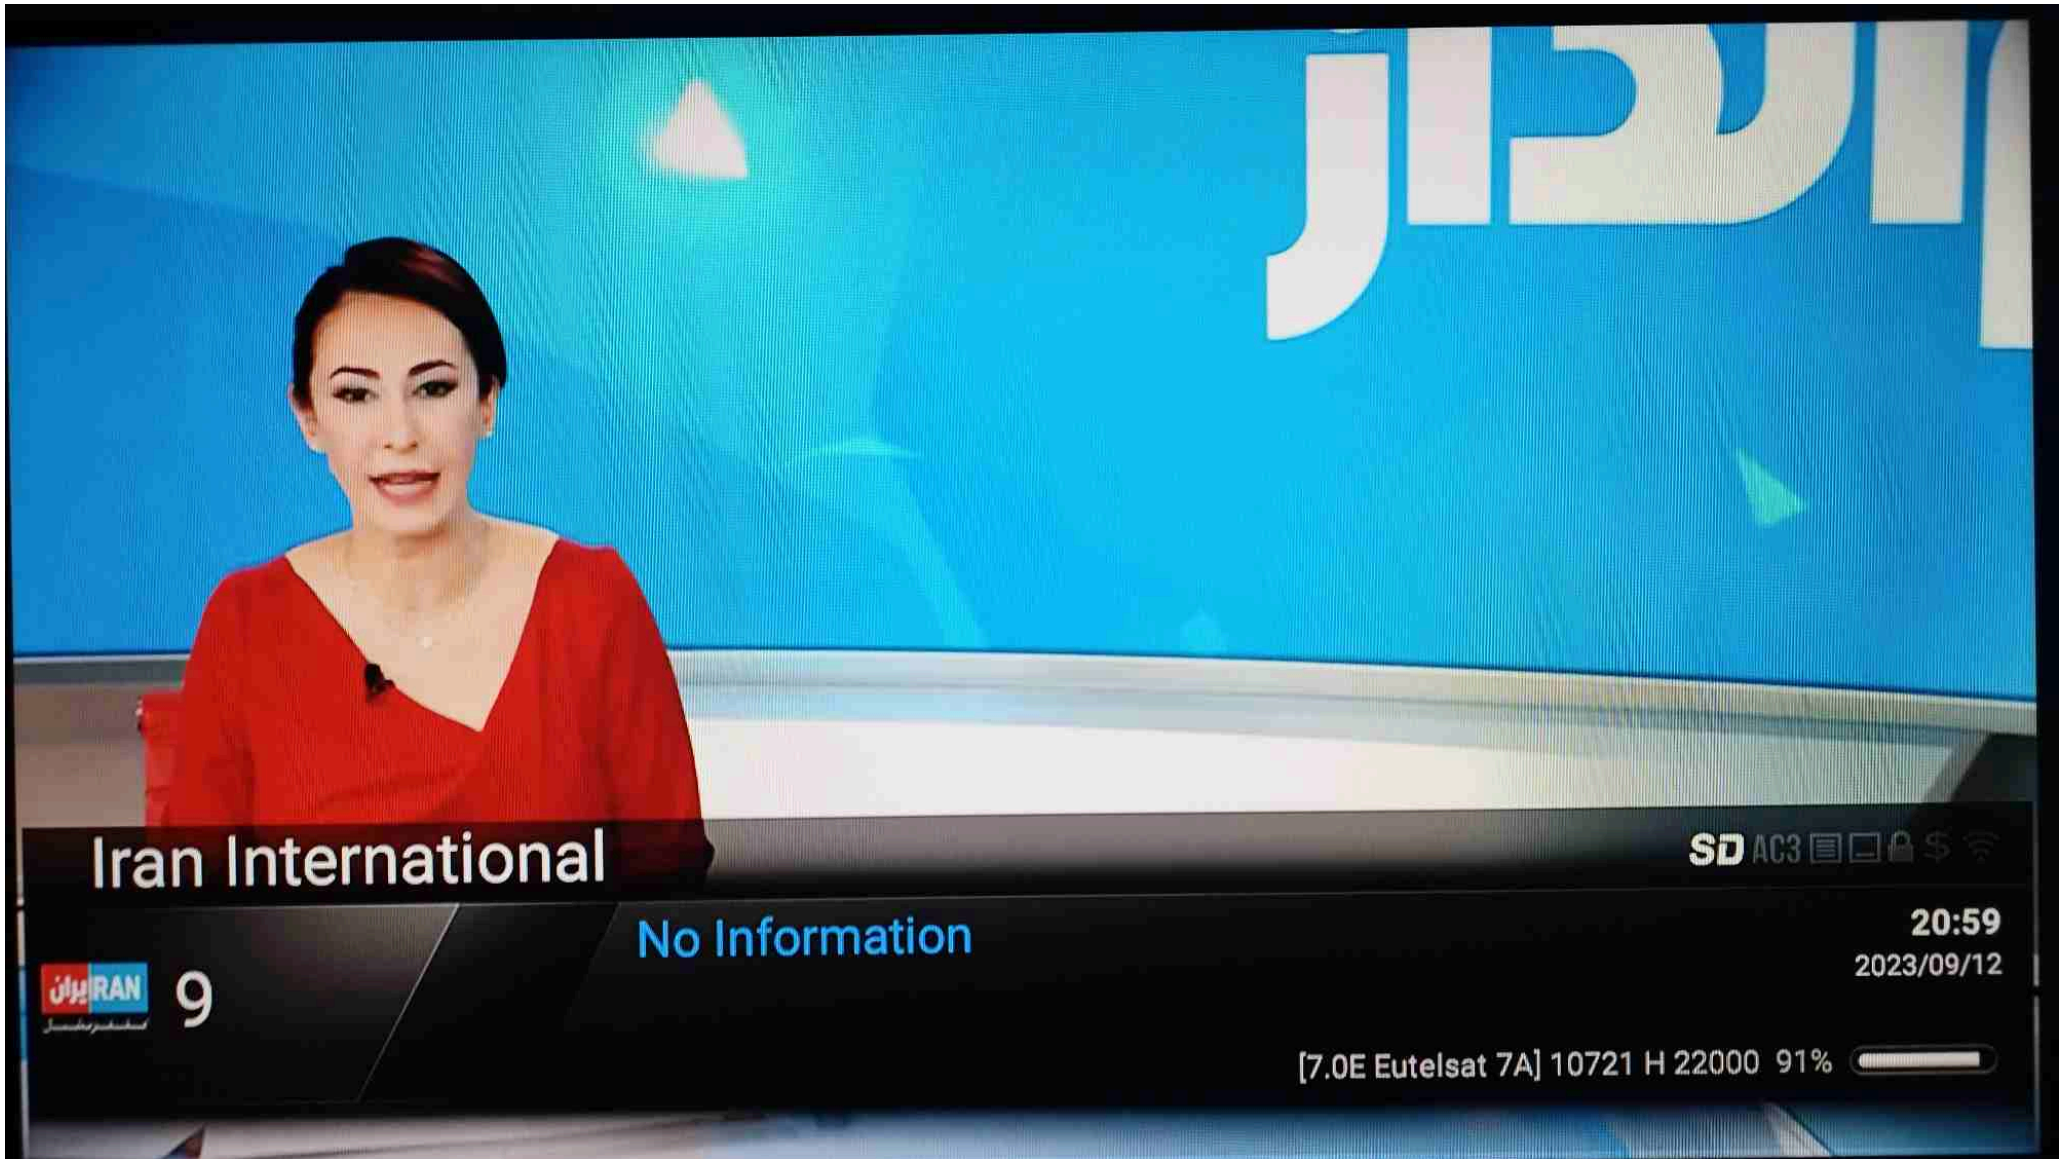 Iran International
SD AC3
No Information
20:59
2023/09/12
ایران IRAN
9
[7.0E Eutelsat 7A] 10721 H 22000 91%